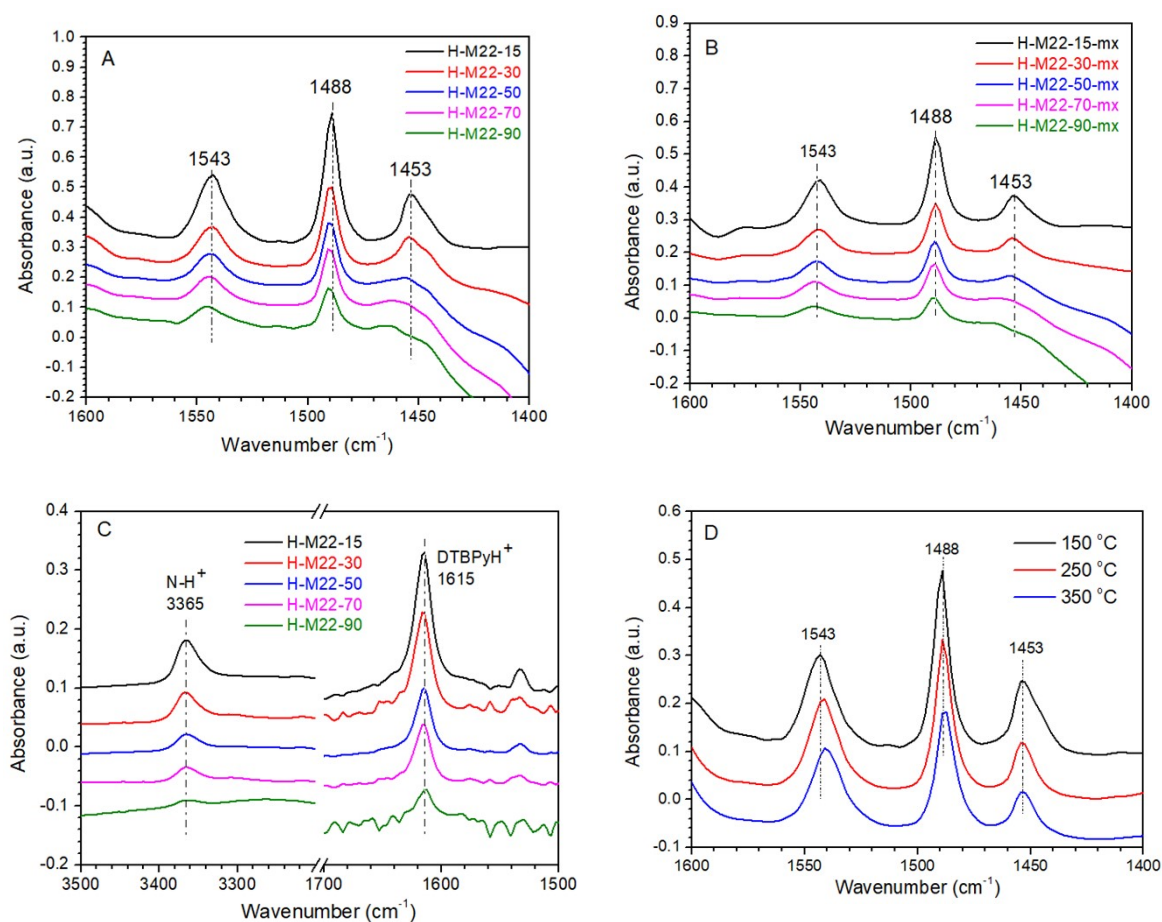 A
H-M22-15
H-M22-30
H-M22-50
H-M22-70
H-M22-90
1543
1488
1453
Absorbance (a.u.)
1.0
0.9
0.8
0.7
0.6
0.5
0.4
0.3
0.2
0.1
0.0
-0.1
-0.2
1600 1550 1500 1450 1400
Wavenumber (cm⁻¹)
B
H-M22-15-mx
H-M22-30-mx
H-M22-50-mx
H-M22-70-mx
H-M22-90-mx
1543
1488
1453
Absorbance (a.u.)
0.9
0.8
0.7
0.6
0.5
0.4
0.3
0.2
0.1
0.0
-0.1
-0.2
1600 1550 1500 1450 1400
Wavenumber (cm⁻¹)
C
H-M22-15
H-M22-30
H-M22-50
H-M22-70
H-M22-90
N-H⁺
3365
DTBPyH⁺
1615
Absorbance (a.u.)
0.4
0.3
0.2
0.1
0.0
-0.1
-0.2
3500 3400 3300 1700 1600 1500
Wavenumber (cm⁻¹)
D
150 °C
250 °C
350 °C
1543
1488
1453
Absorbance (a.u.)
0.6
0.5
0.4
0.3
0.2
0.1
0.0
-0.1
1600 1550 1500 1450 1400
Wavenumber (cm⁻¹)